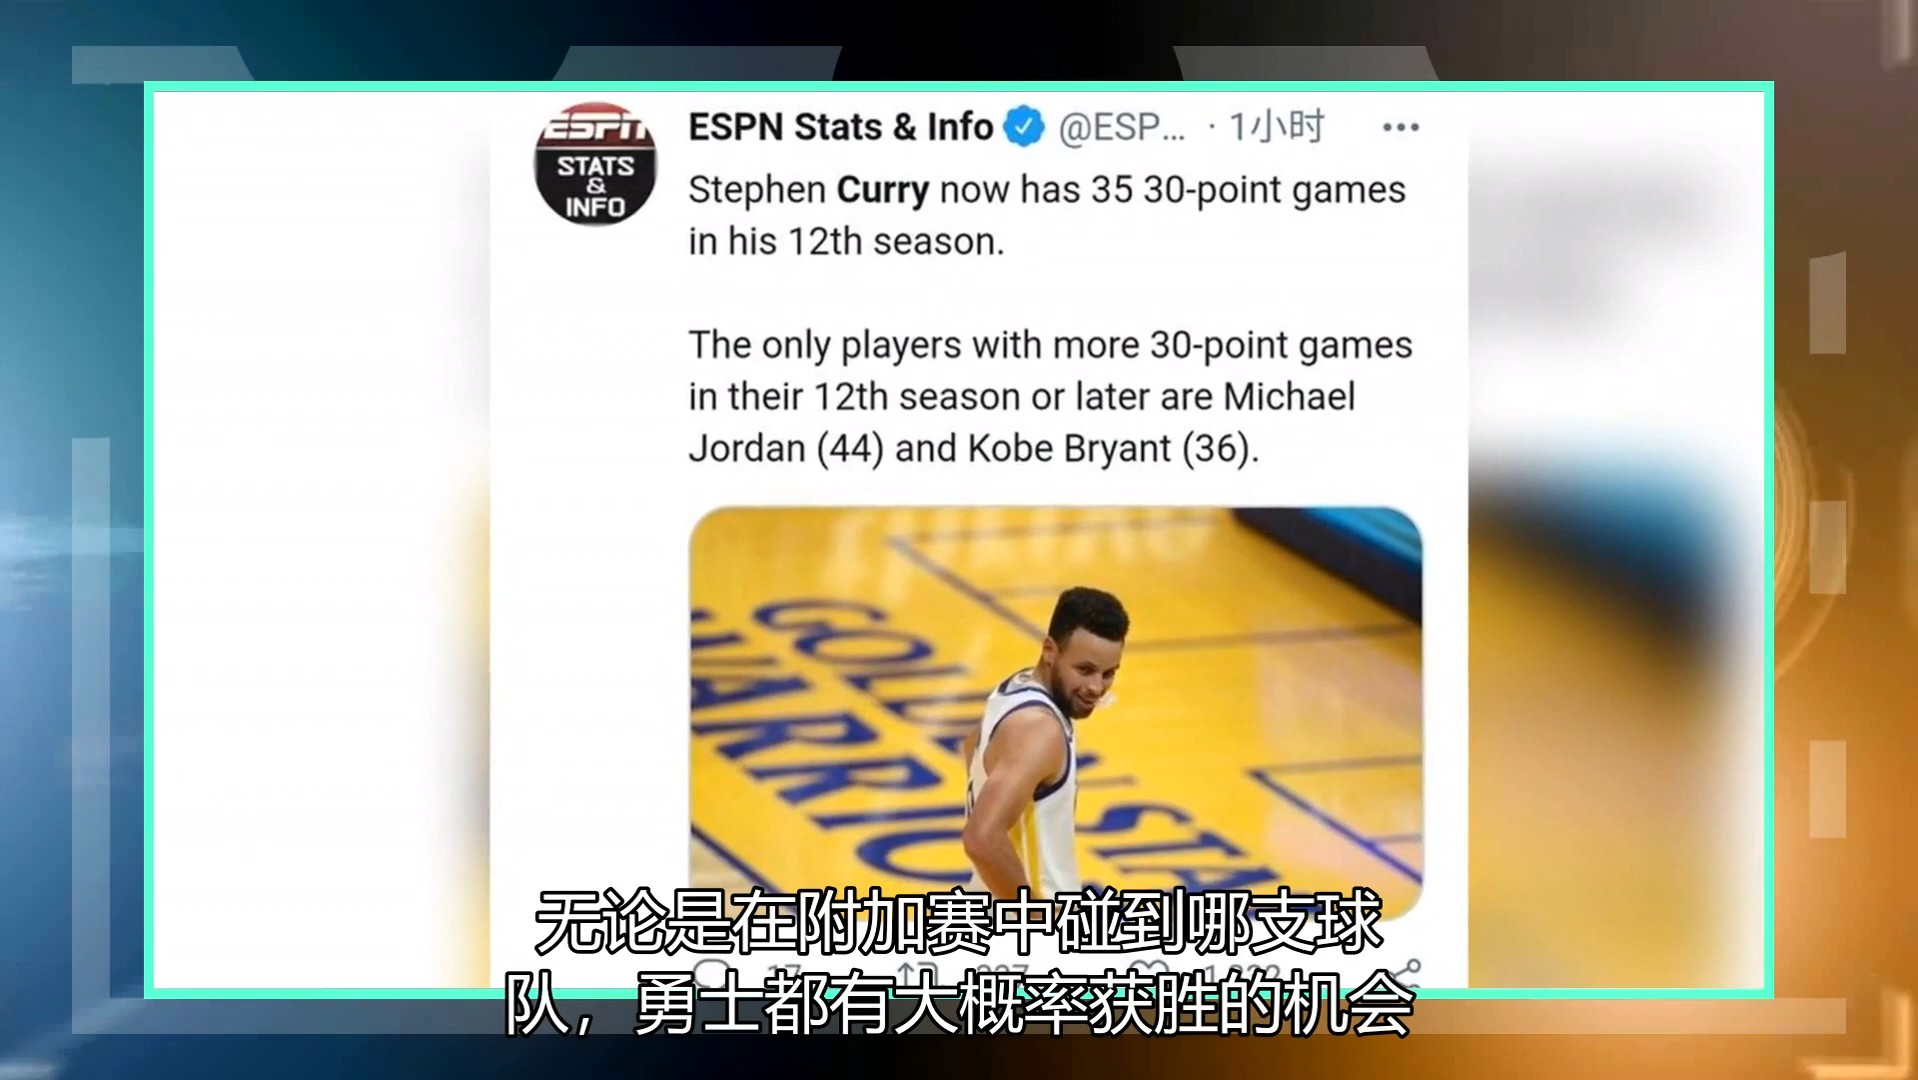 ESPN
STATS
&
INFO
ESPN Stats & Info @ESP... · 1小时
Stephen Curry now has 35 30-point games
in his 12th season.
The only players with more 30-point games
in their 12th season or later are Michael
Jordan (44) and Kobe Bryant (36).
GOLDEN STA
WARRIO
无论是在附加赛中碰到哪支球
队，勇士都有大概率获胜的机会